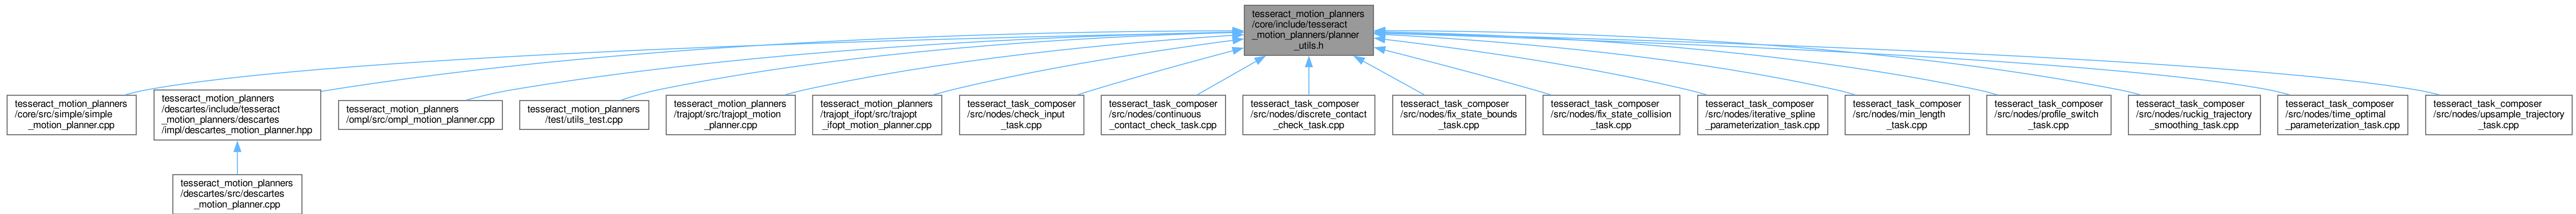 tesseract_motion_planners
/core/include/tesseract
_motion_planners/planner
_utils.h
tesseract_motion_planners
/core/src/simple/simple
_motion_planner.cpp
tesseract_motion_planners
/descartes/include/tesseract
_motion_planners/descartes
/impl/descartes_motion_planner.hpp
tesseract_motion_planners
/ompl/src/ompl_motion_planner.cpp
tesseract_motion_planners
/test/utils_test.cpp
tesseract_motion_planners
/trajopt/src/trajopt_motion
_planner.cpp
tesseract_motion_planners
/trajopt_ifopt/src/trajopt
_ifopt_motion_planner.cpp
tesseract_task_composer
/src/nodes/check_input
_task.cpp
tesseract_task_composer
/src/nodes/continuous
_contact_check_task.cpp
tesseract_task_composer
/src/nodes/discrete_contact
_check_task.cpp
tesseract_task_composer
/src/nodes/fix_state_bounds
_task.cpp
tesseract_task_composer
/src/nodes/fix_state_collision
_task.cpp
tesseract_task_composer
/src/nodes/iterative_spline
_parameterization_task.cpp
tesseract_task_composer
/src/nodes/min_length
_task.cpp
tesseract_task_composer
/src/nodes/profile_switch
_task.cpp
tesseract_task_composer
/src/nodes/ruckig_trajectory
_smoothing_task.cpp
tesseract_task_composer
/src/nodes/time_optimal
_parameterization_task.cpp
tesseract_task_composer
/src/nodes/upsample_trajectory
_task.cpp
tesseract_motion_planners
/descartes/src/descartes
_motion_planner.cpp